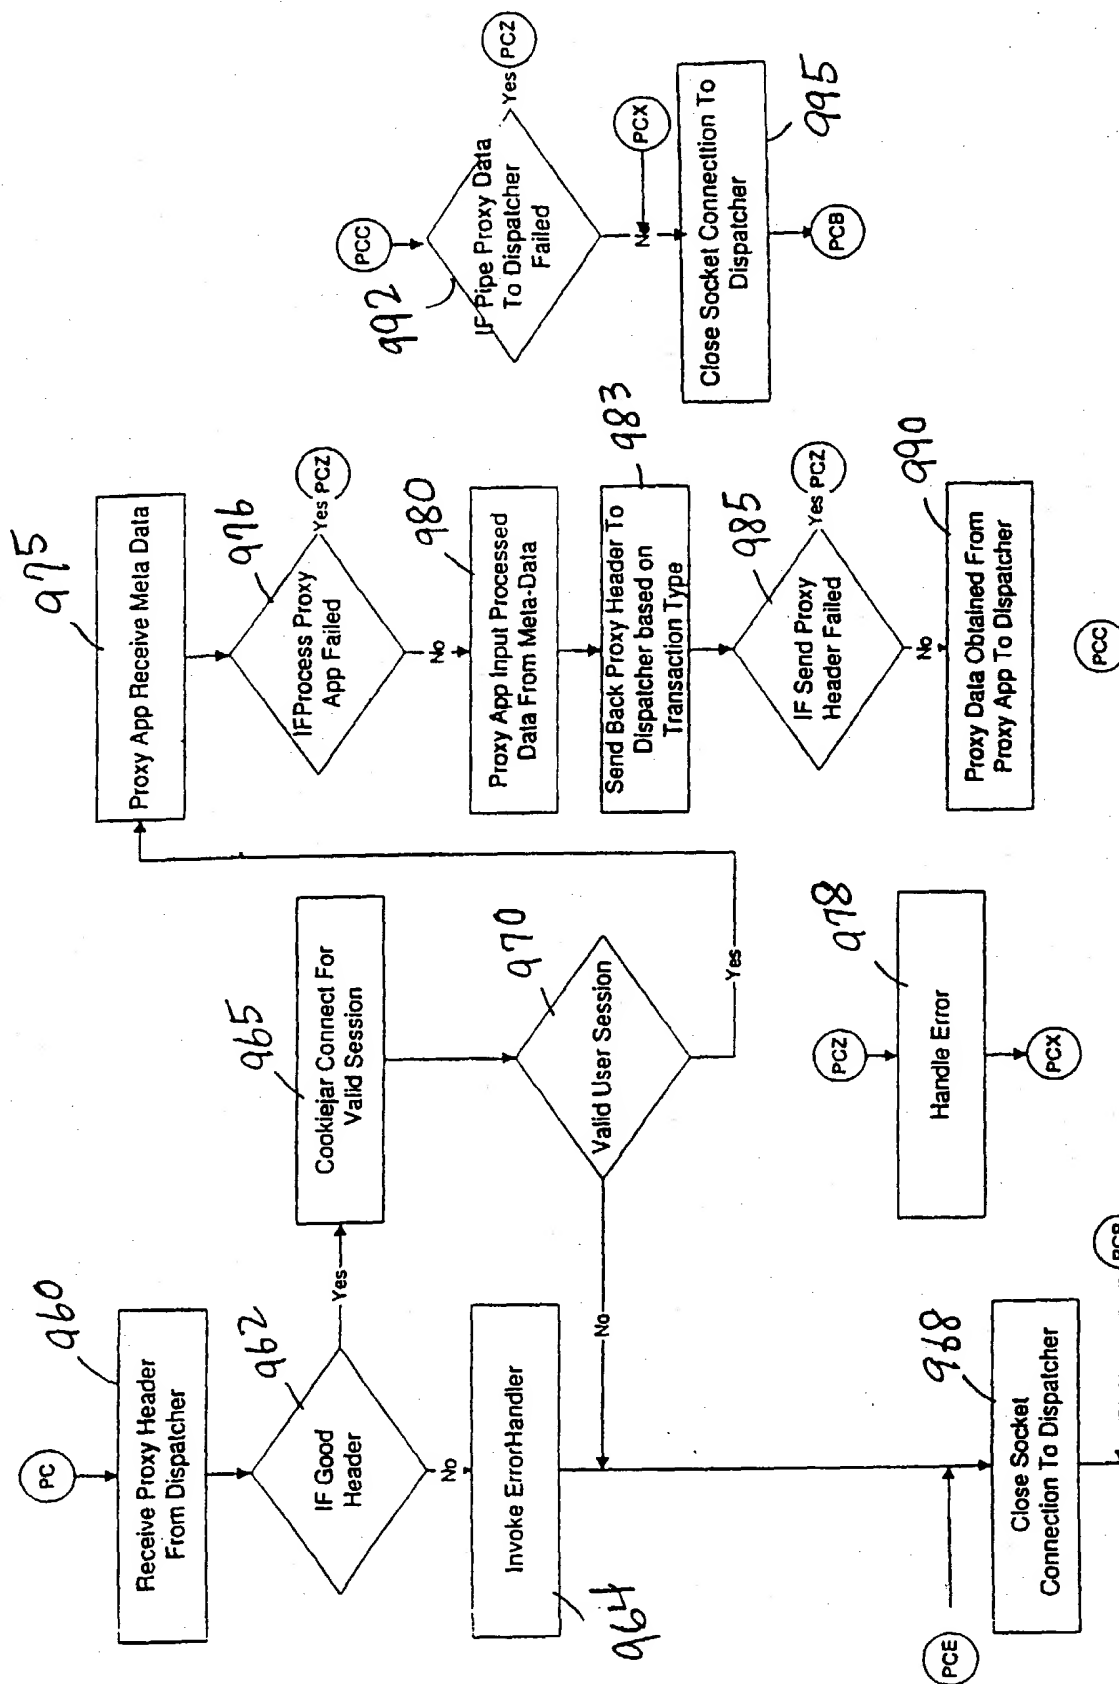 PC
960
Receive Proxy Header
From Dispatcher
962
IF Good
Header
Yes
No
Invoke ErrorHandler
964
PCE
968
Close Socket
Connection To Dispatcher
PCB
965
Cookiejar Connect For
Valid Session
970
Valid User Session
No
Yes
PCZ
978
Handle Error
PCX
975
Proxy App Receive Meta Data
976
IFProcess Proxy
App Failed
Yes
PCZ
No
980
Proxy App Input Processed
Data From Meta-Data
983
Send Back Proxy Header To
Dispatcher based on
Transaction Type
985
IF Send Proxy
Header Failed
Yes
PCZ
No
990
Proxy Data Obtained From
Proxy App To Dispatcher
PCC
PCC
992
IF Pipe Proxy Data
To Dispatcher
Failed
Yes
PCZ
No
PCX
Close Socket Connecttion To
Dispatcher
995
PCB